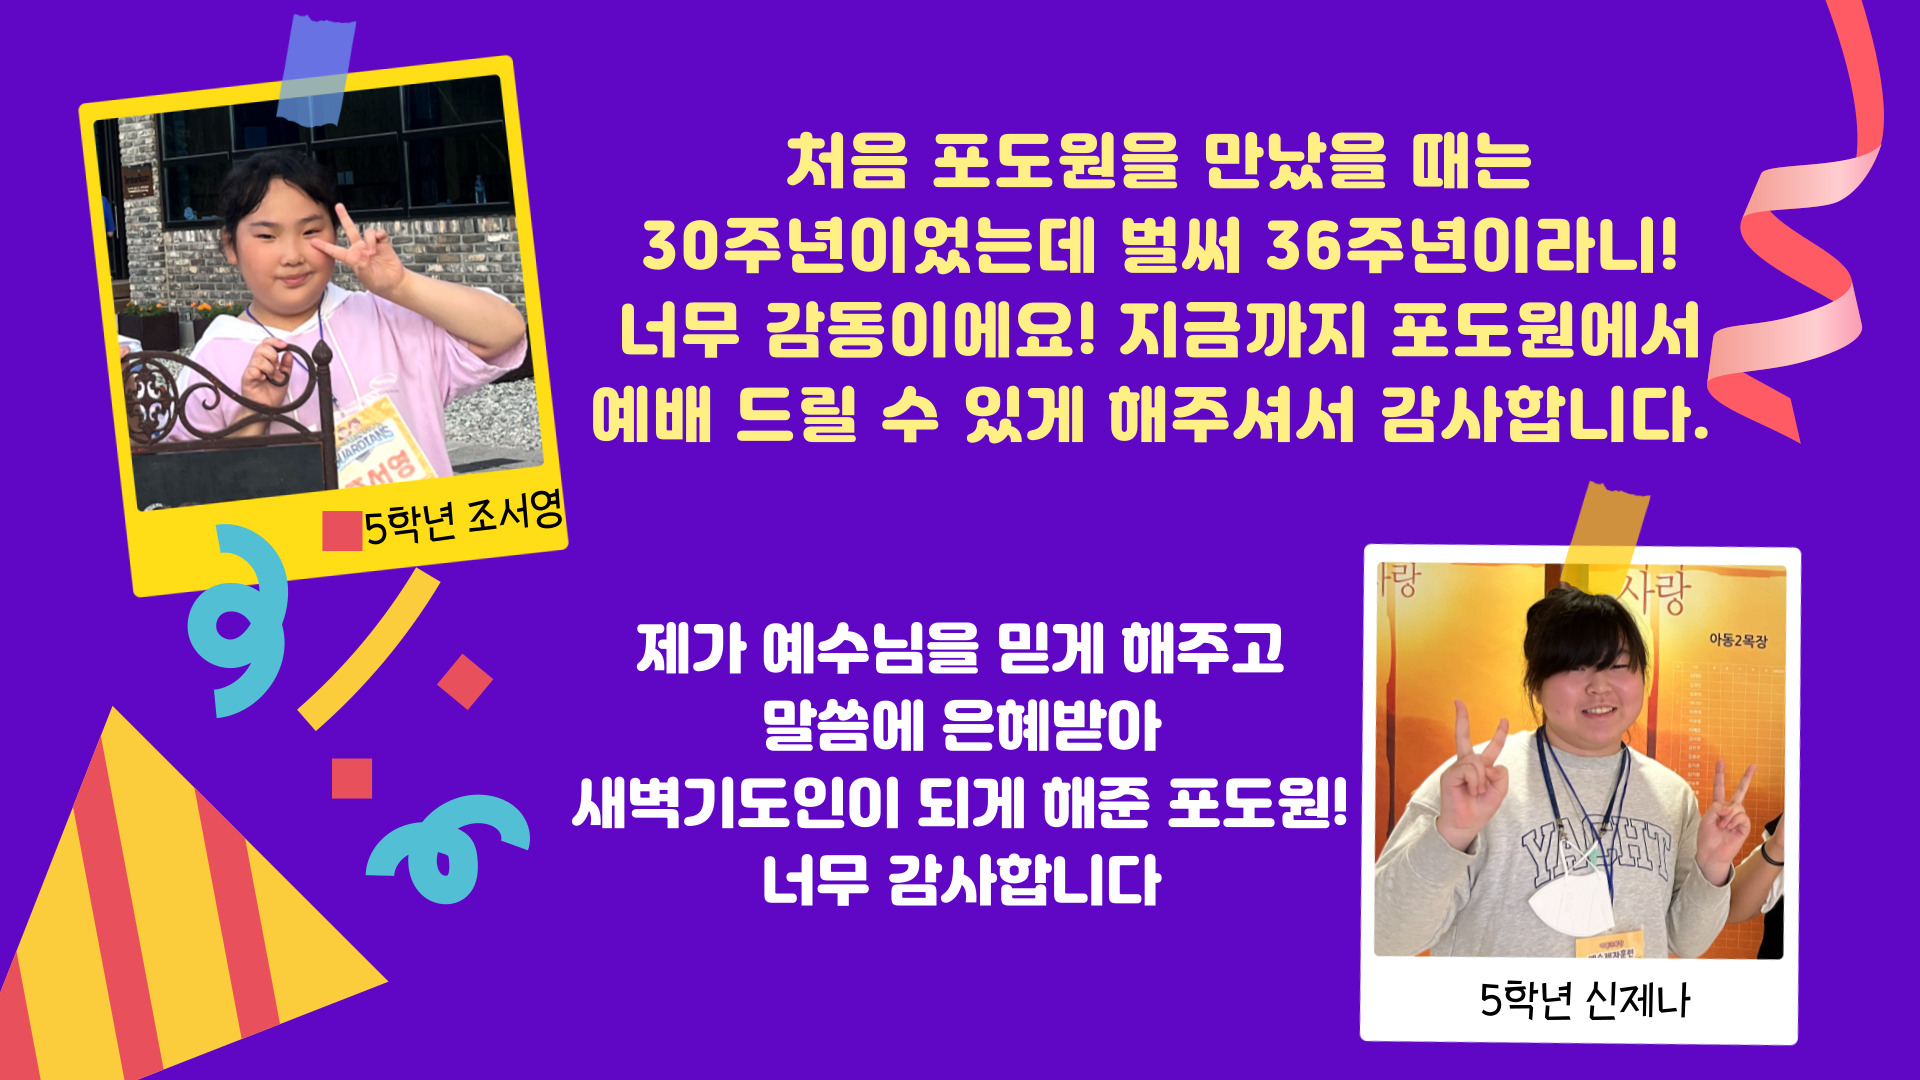 처음 포도원을 만났을 때는
30주년이었는데 벌써 36주년이라니!
너무 감동이에요! 지금까지 포도원에서
예배 드릴 수 있게 해주셔서 감사합니다.
조서영
5학년 조서영
제가 예수님을 믿게 해주고
말씀에 은혜받아
새벽기도인이 되게 해준 포도원!
너무 감사합니다
사랑
아동2목장
YACHT
5학년 신제나